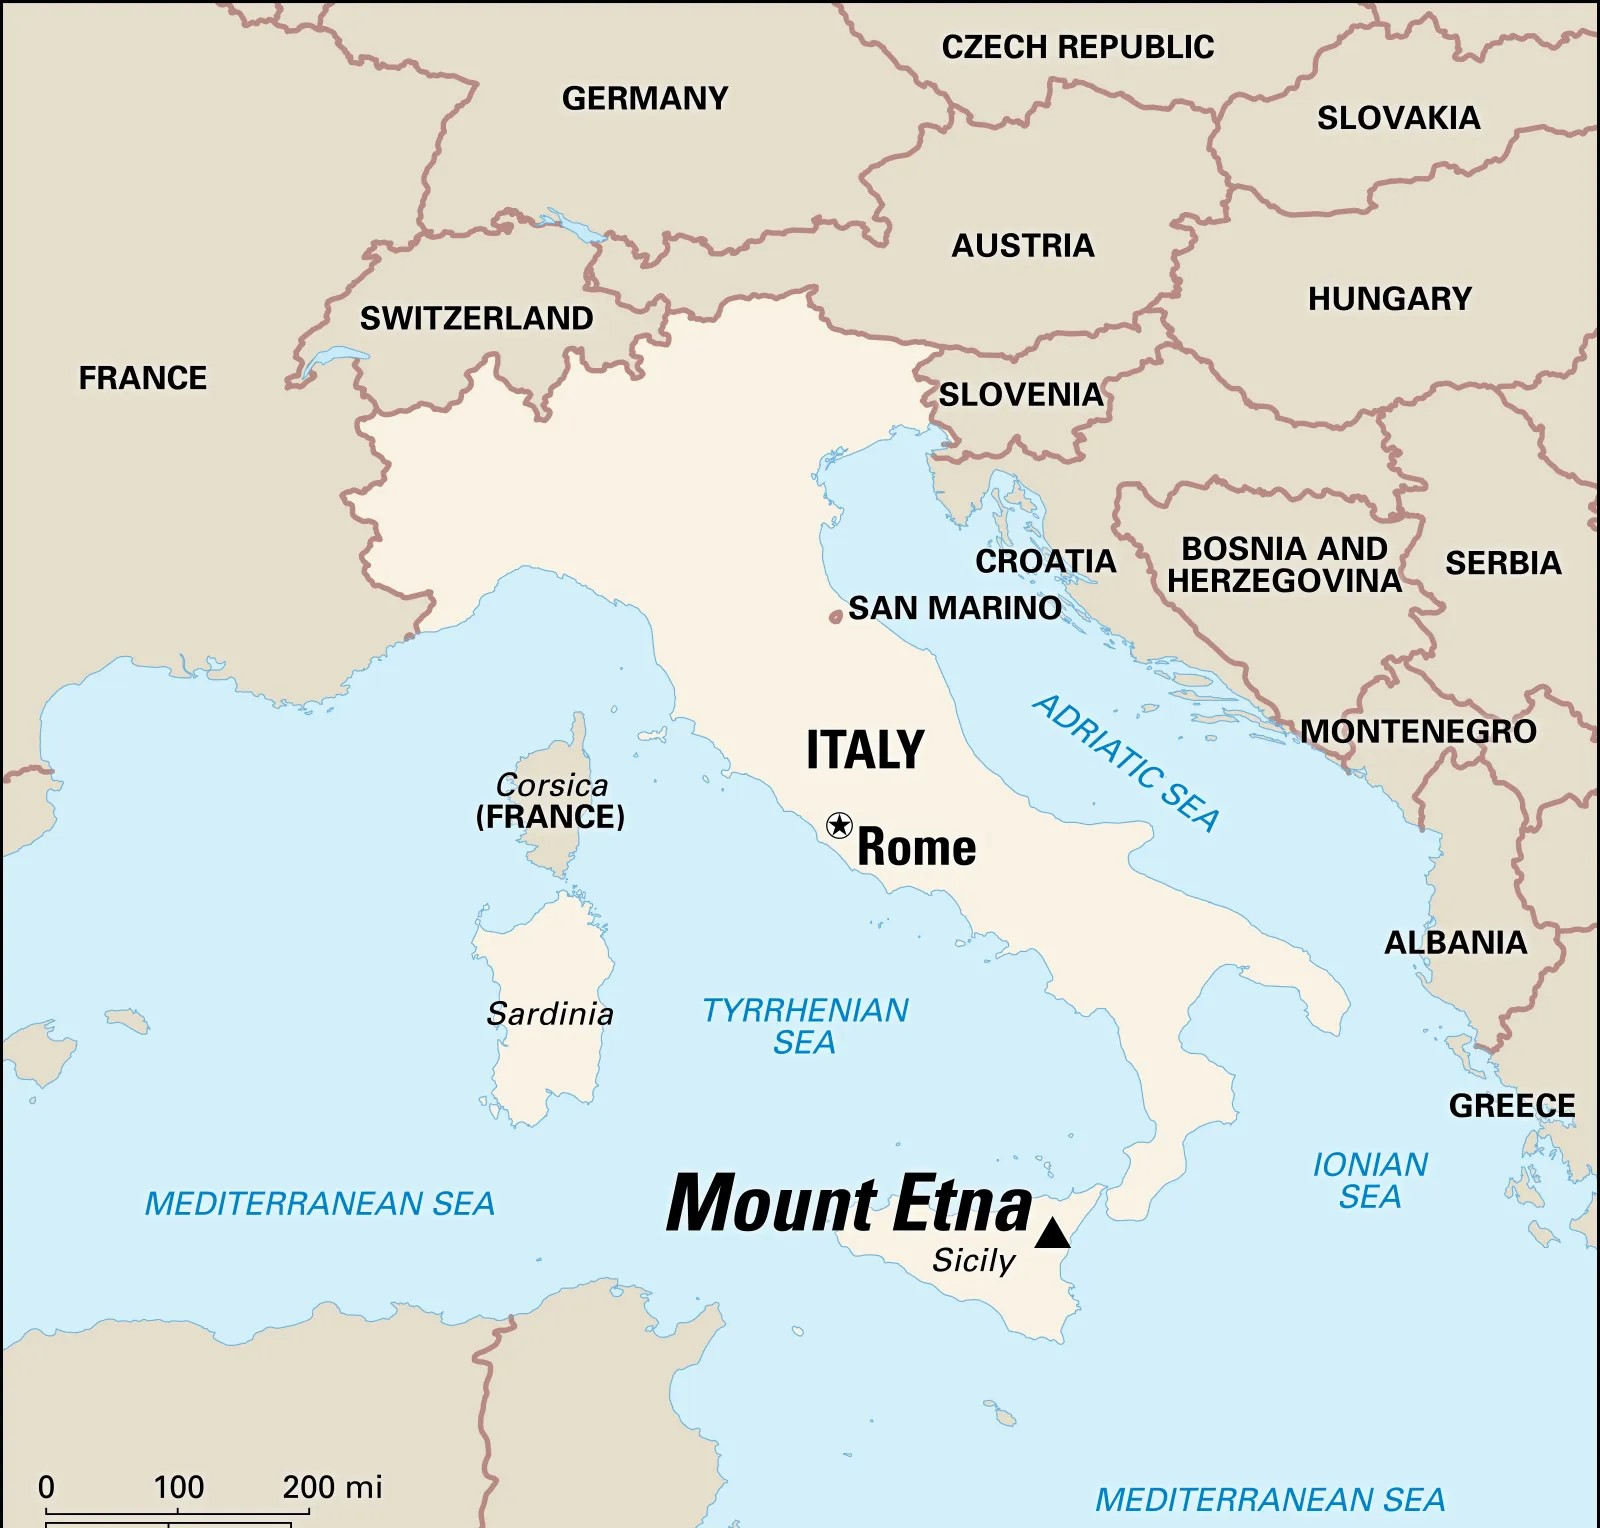 CZECH REPUBLIC
GERMANY
SLOVAKIA
AUSTRIA
HUNGARY
SWITZERLAND
FRANCE
SLOVENIA
CROATIA
BOSNIA AND
HERZEGOVINA
SERBIA
SAN MARINO
ADRIATIC SEA
MONTENEGRO
ITALY
Corsica
(FRANCE)
Rome
ALBANIA
Sardinia
TYRRHENIAN
SEA
GREECE
IONIAN
SEA
MEDITERRANEAN SEA
Mount Etna
Sicily
0 100 200 mi
MEDITERRANEAN SEA